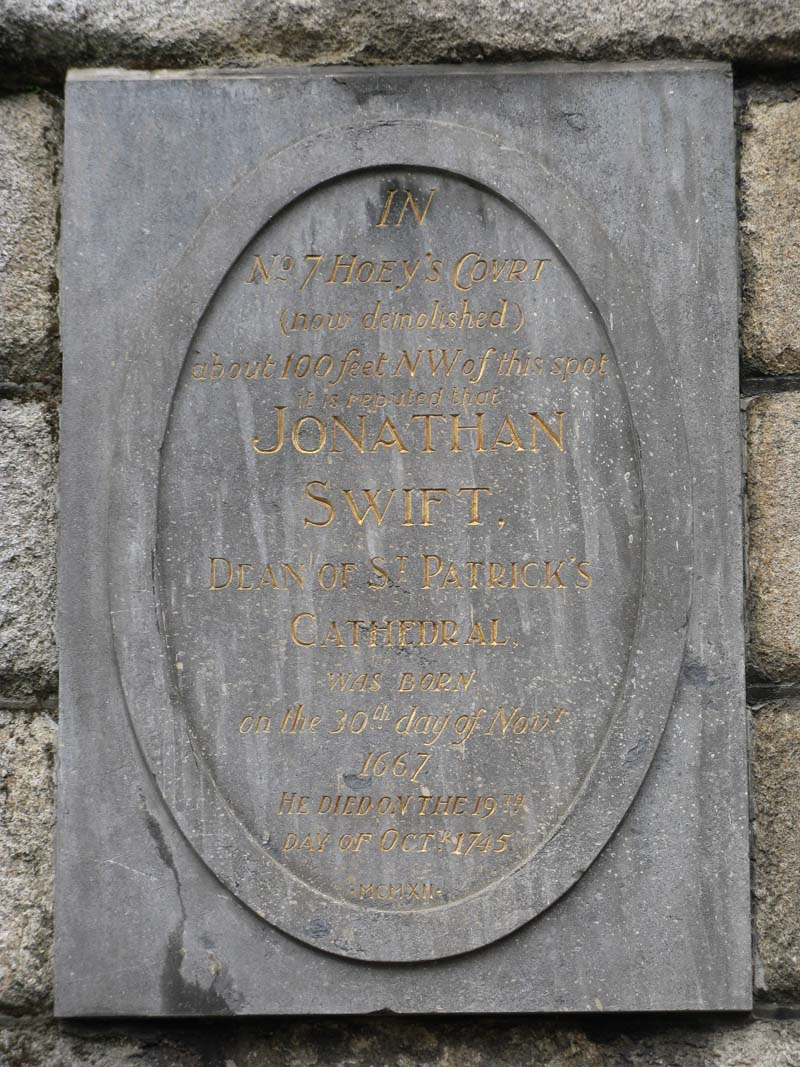 IN
No. 7 HOEY'S COVRT
(now demolished)
about 100 feet NW of this spot
it is reputed that
JONATHAN
SWIFT,
DEAN OF ST. PATRICK'S
CATHEDRAL,
WAS BORN
on the 30th day of Novr.
1667
HE DIED ON THE 19TH
DAY OF OCTR. 1745.
·MCMXII·